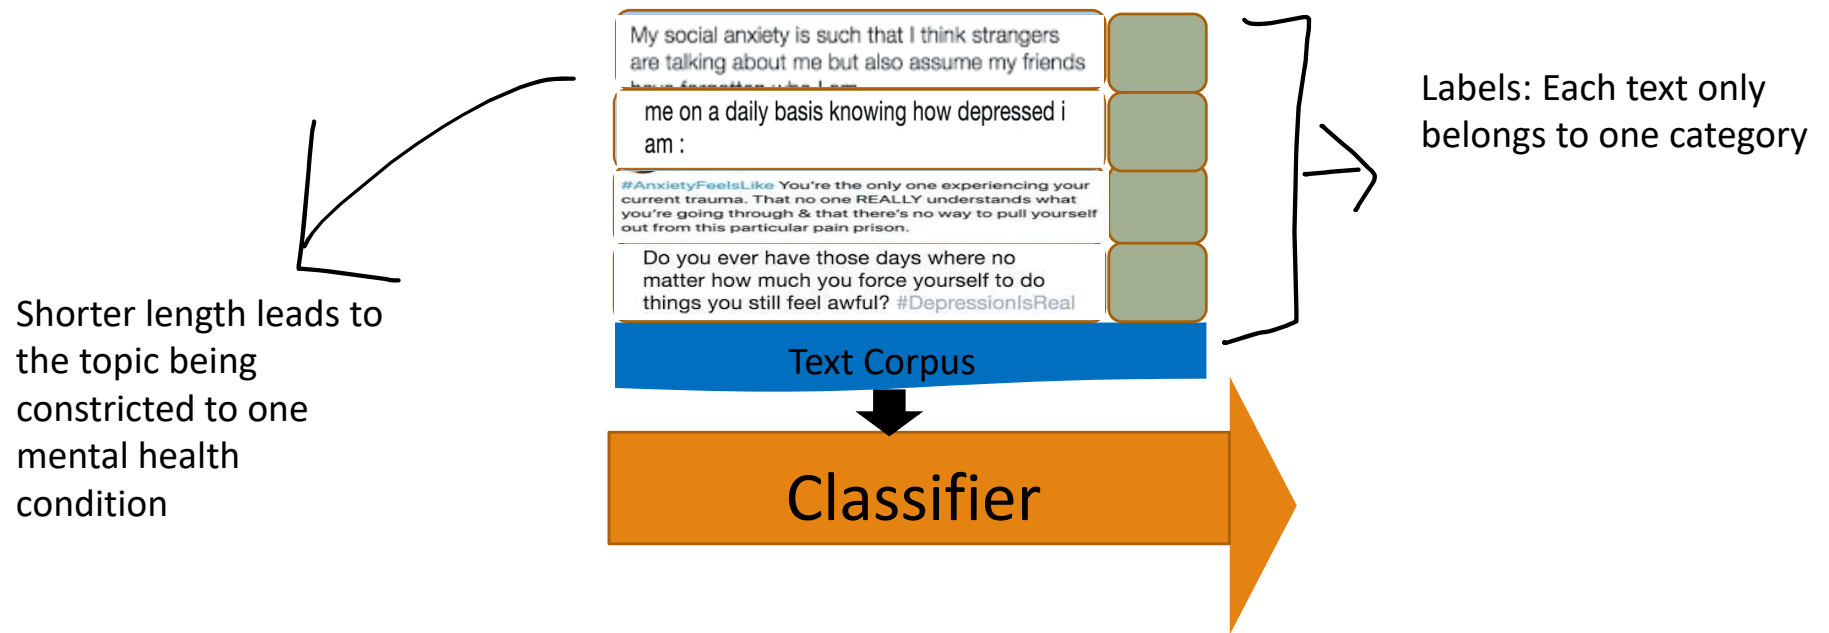 My social anxiety is such that I think strangers
are talking about me but also assume my friends
have forgotten who I am
me on a daily basis knowing how depressed i
am :
#AnxietyFeelsLike You're the only one experiencing your
current trauma. That no one REALLY understands what
you're going through & that there's no way to pull yourself
out from this particular pain prison.
Do you ever have those days where no
matter how much you force yourself to do
things you still feel awful? #DepressionIsReal
Text Corpus
Classifier
Labels: Each text only
belongs to one category
Shorter length leads to
the topic being
constricted to one
mental health
condition